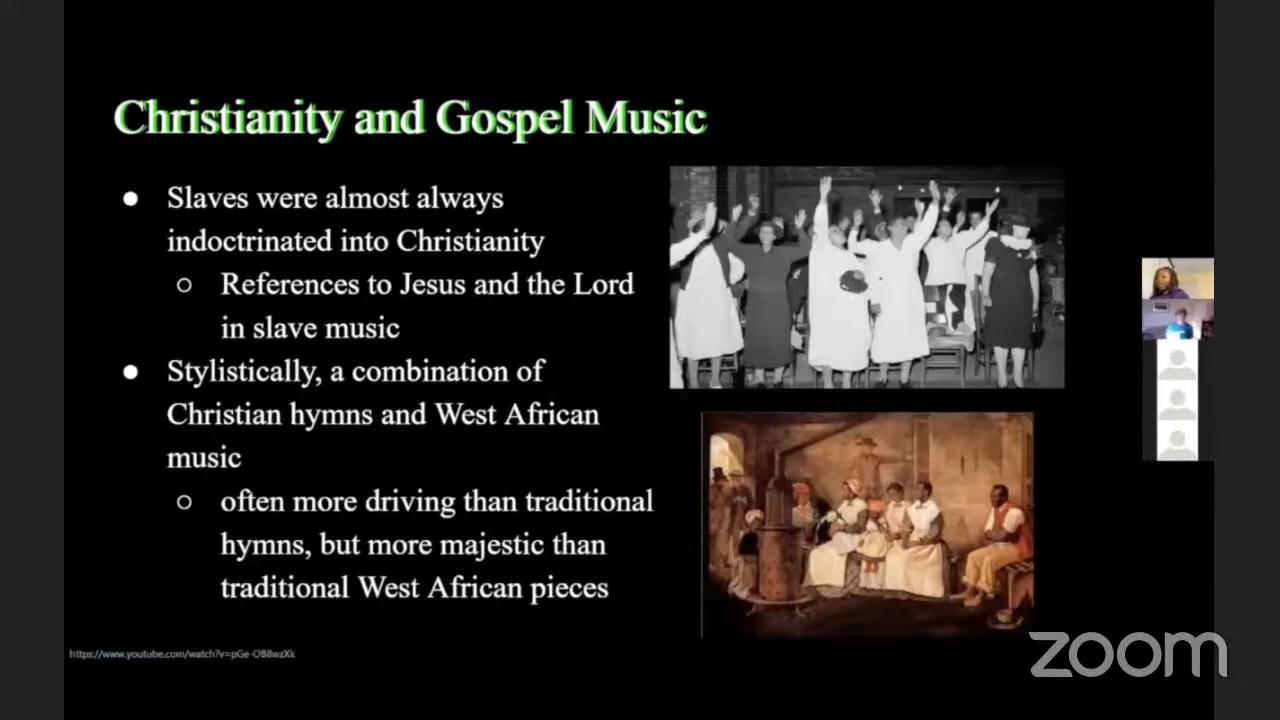 Christianity and Gospel Music
● Slaves were almost always
indoctrinated into Christianity
○ References to Jesus and the Lord
in slave music
● Stylistically, a combination of
Christian hymns and West African
music
○ often more driving than traditional
hymns, but more majestic than
traditional West African pieces
https://www.youtube.com/watch?v=pGe-O88wzXk
zoom